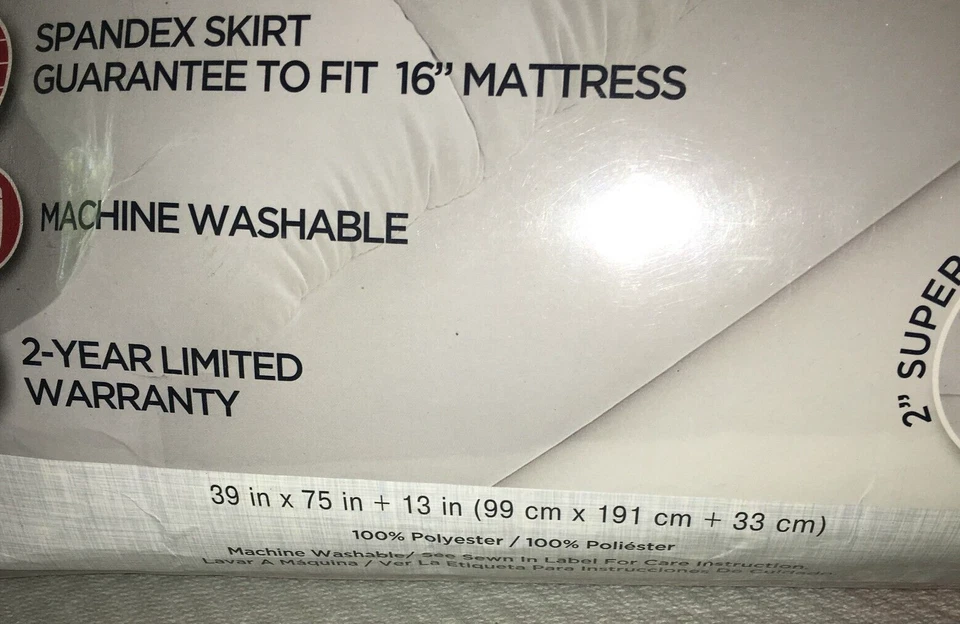 SPANDEX SKIRT
GUARANTEE TO FIT 16” MATTRESS
MACHINE WASHABLE
2-YEAR LIMITED
WARRANTY
2” SUPER
39 in x 75 in + 13 in (99 cm x 191 cm + 33 cm)
100% Polyester / 100% Poliéster
Machine Washable/ see Sewn In Label For Care Instruction.
Lavar A Máquina / Ver La Etiqueta Para Instrucciones De Cuidado